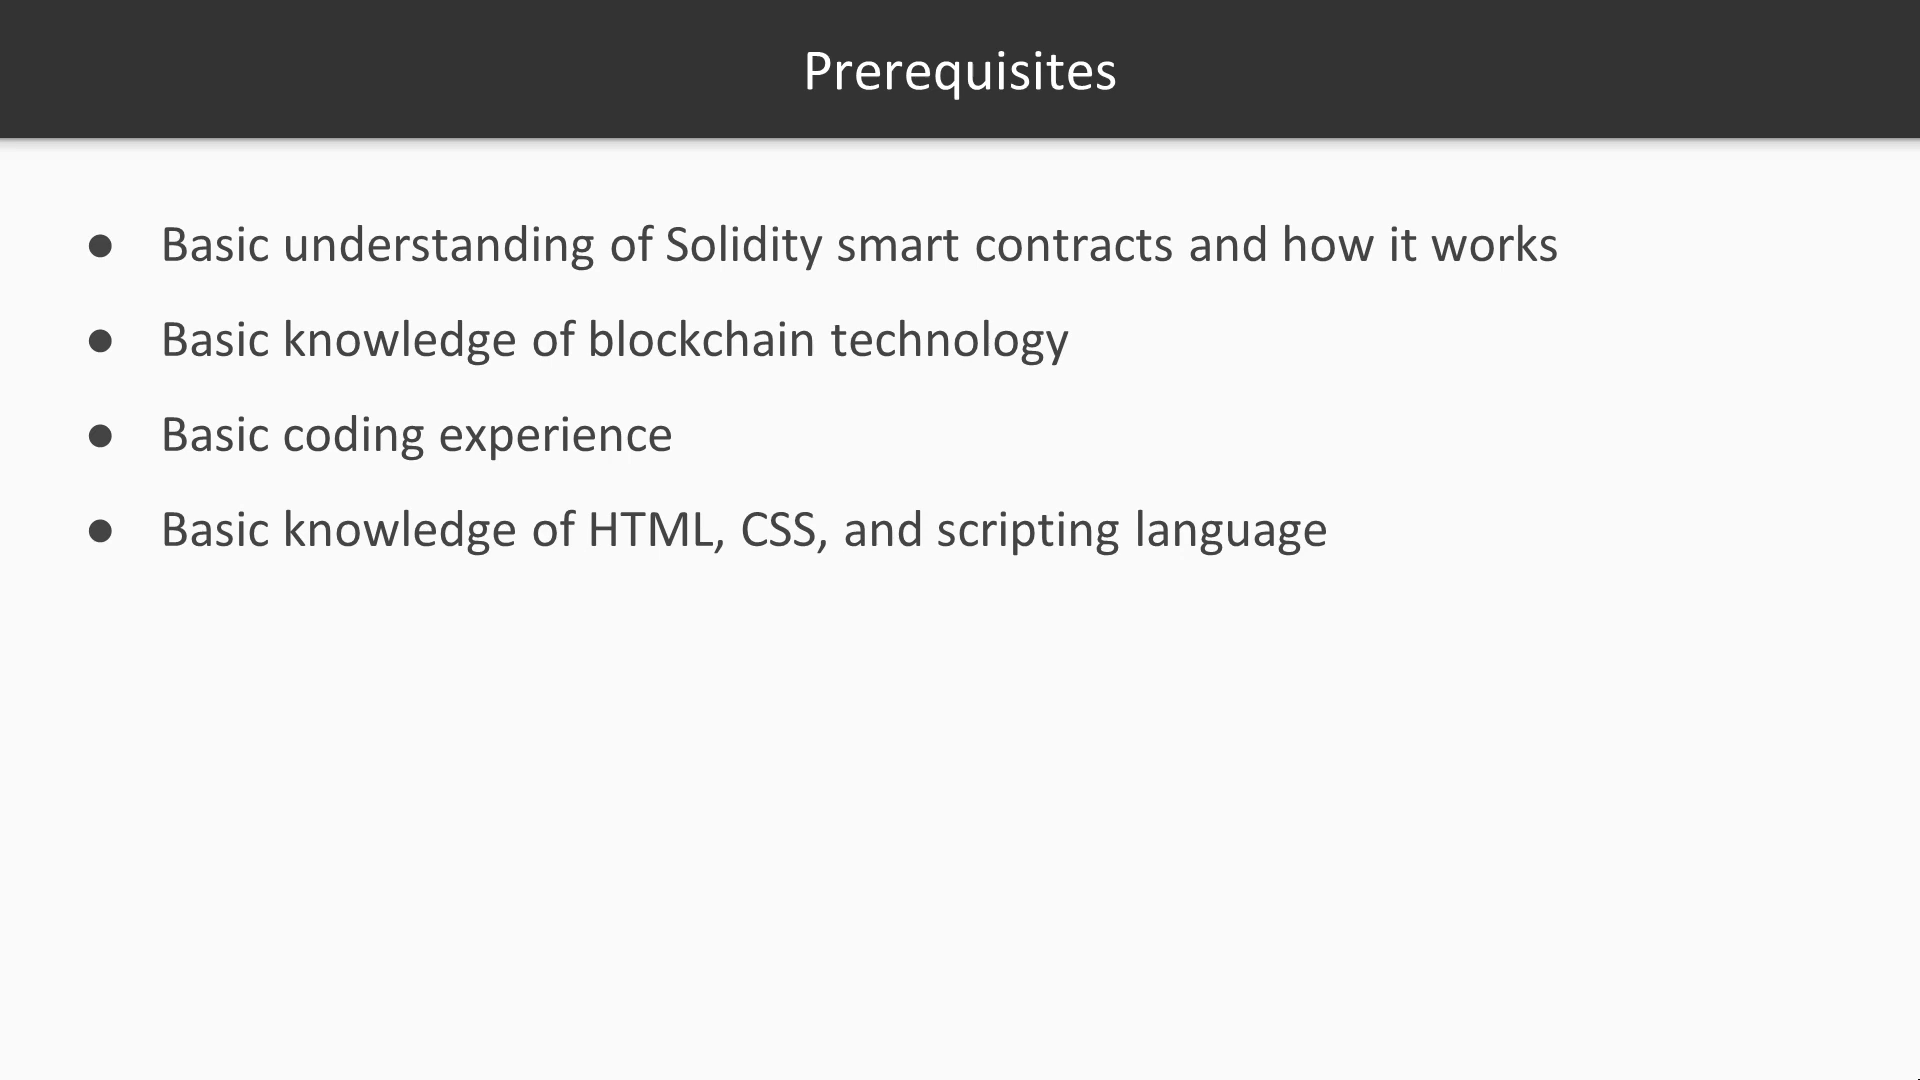 Prerequisites
● Basic understanding of Solidity smart contracts and how it works
● Basic knowledge of blockchain technology
● Basic coding experience
● Basic knowledge of HTML, CSS, and scripting language